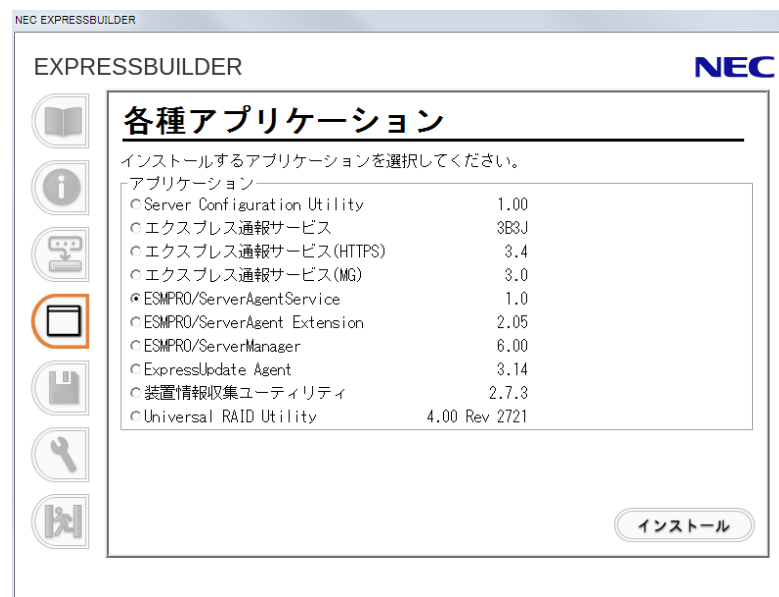 NEC EXPRESSBUILDER
EXPRESSBUILDER
NEC
各種アプリケーション
インストールするアプリケーションを選択してください。
アプリケーション
Server Configuration Utility 1.00
エクスプレス通報サービス 3B3J
エクスプレス通報サービス(HTTPS) 3.4
エクスプレス通報サービス(MG) 3.0
ESMPRO/ServerAgentService 1.0
ESMPRO/ServerAgent Extension 2.05
ESMPRO/ServerManager 6.00
ExpressUpdate Agent 3.14
装置情報収集ユーティリティ 2.7.3
Universal RAID Utility 4.00 Rev 2721
インストール